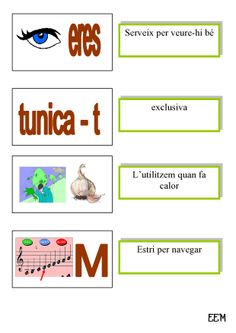 eres
Serveix per veure-hi bé
tunica - t
exclusiva
L'utilitzem quan fa
calor
M
Estri per navegar
EEM